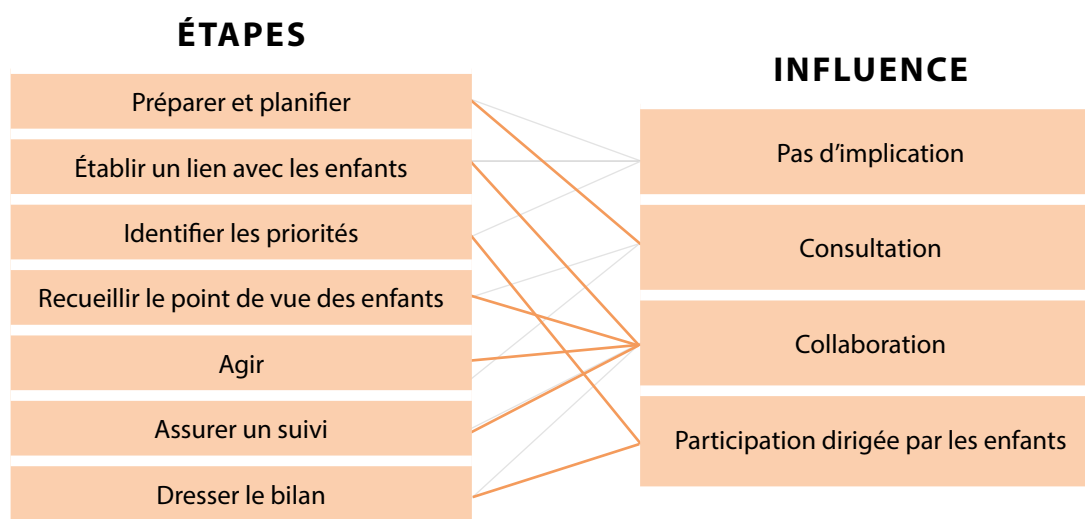 ÉTAPES
Préparer et planifier
Établir un lien avec les enfants
Identifier les priorités
Recueillir le point de vue des enfants
Agir
Assurer un suivi
Dresser le bilan
INFLUENCE
Pas d’implication
Consultation
Collaboration
Participation dirigée par les enfants